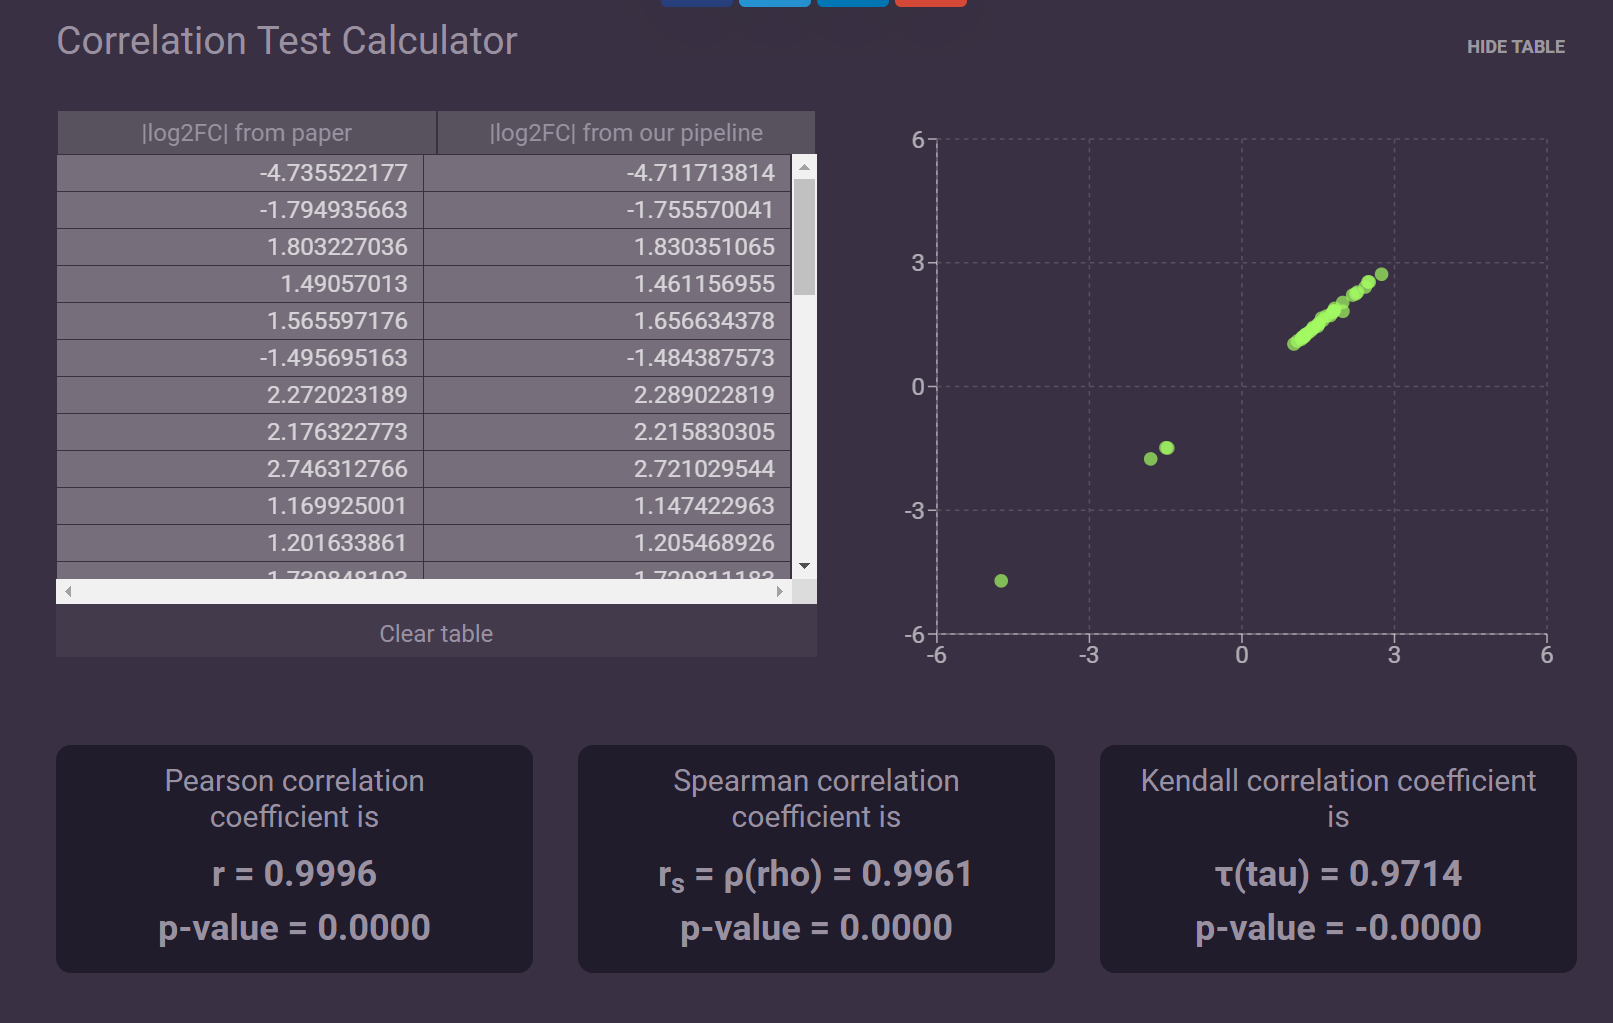 Correlation Test Calculator
HIDE TABLE
|log2FC| from paper |log2FC| from our pipeline
-4.735522177 -4.711713814
-1.794935663 -1.755570041
1.803227036 1.830351065
1.49057013 1.461156955
1.565597176 1.656634378
-1.495695163 -1.484387573
2.272023189 2.289022819
2.176322773 2.215830305
2.746312766 2.721029544
1.169925001 1.147422963
1.201633861 1.205468926
1.739848103 1.720811183
Clear table
6
3
0
-3
-6
-6 -3 0 3 6
Pearson correlation
coefficient is
r = 0.9996
p-value = 0.0000
Spearman correlation
coefficient is
rs = ρ(rho) = 0.9961
p-value = 0.0000
Kendall correlation coefficient
is
τ(tau) = 0.9714
p-value = -0.0000